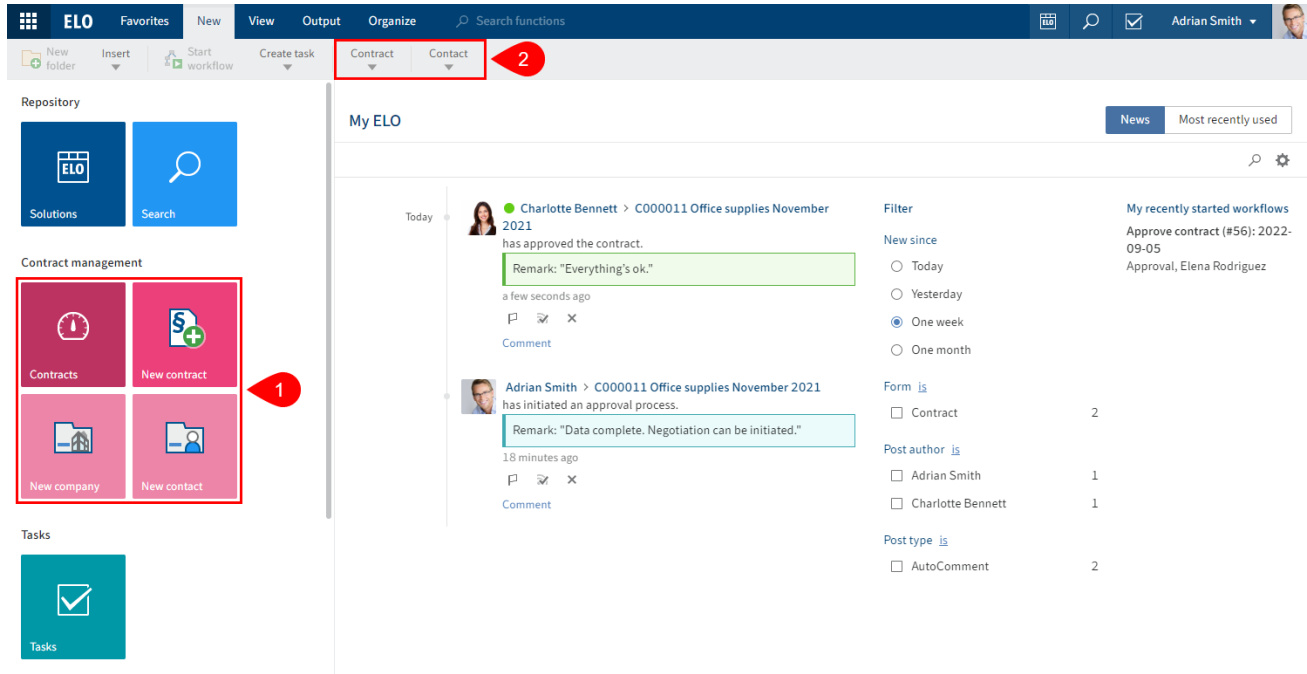 ELO Favorites New View Output Organize Search functions ELO Adrian Smith
New folder Insert Start workflow Create task Contract Contact 2
Repository
ELO
Solutions Search
Contract management
Contracts New contract
1
New company New contact
Tasks
Tasks
My ELO
News Most recently used
Today
Charlotte Bennett > C000011 Office supplies November
2021
has approved the contract.
Remark: "Everything's ok."
a few seconds ago
Comment
Adrian Smith > C000011 Office supplies November 2021
has initiated an approval process.
Remark: "Data complete. Negotiation can be initiated."
18 minutes ago
Comment
Filter
New since
Today
Yesterday
One week
One month
Form is
Contract 2
Post author is
Adrian Smith 1
Charlotte Bennett 1
Post type is
AutoComment 2
My recently started workflows
Approve contract (#56): 2022-
09-05
Approval, Elena Rodriguez